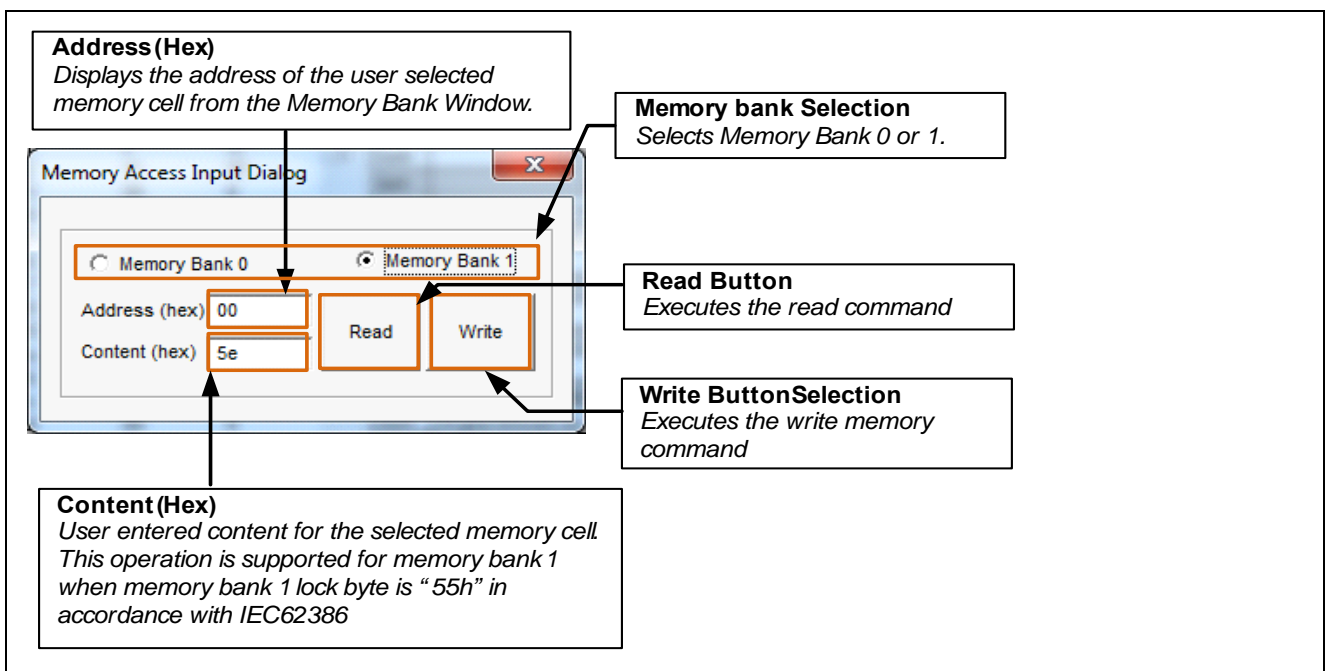 Address (Hex)
Displays the address of the user selected
memory cell from the Memory Bank Window.
Memory bank Selection
Selects Memory Bank 0 or 1.
Memory Access Input Dialog
x
Memory Bank 0
Memory Bank 1
Address (hex)
00
Content (hex)
5e
Read
Write
Read Button
Executes the read command
Write ButtonSelection
Executes the write memory
command
Content (Hex)
User entered content for the selected memory cell.
This operation is supported for memory bank 1
when memory bank 1 lock byte is “55h” in
accordance with IEC62386